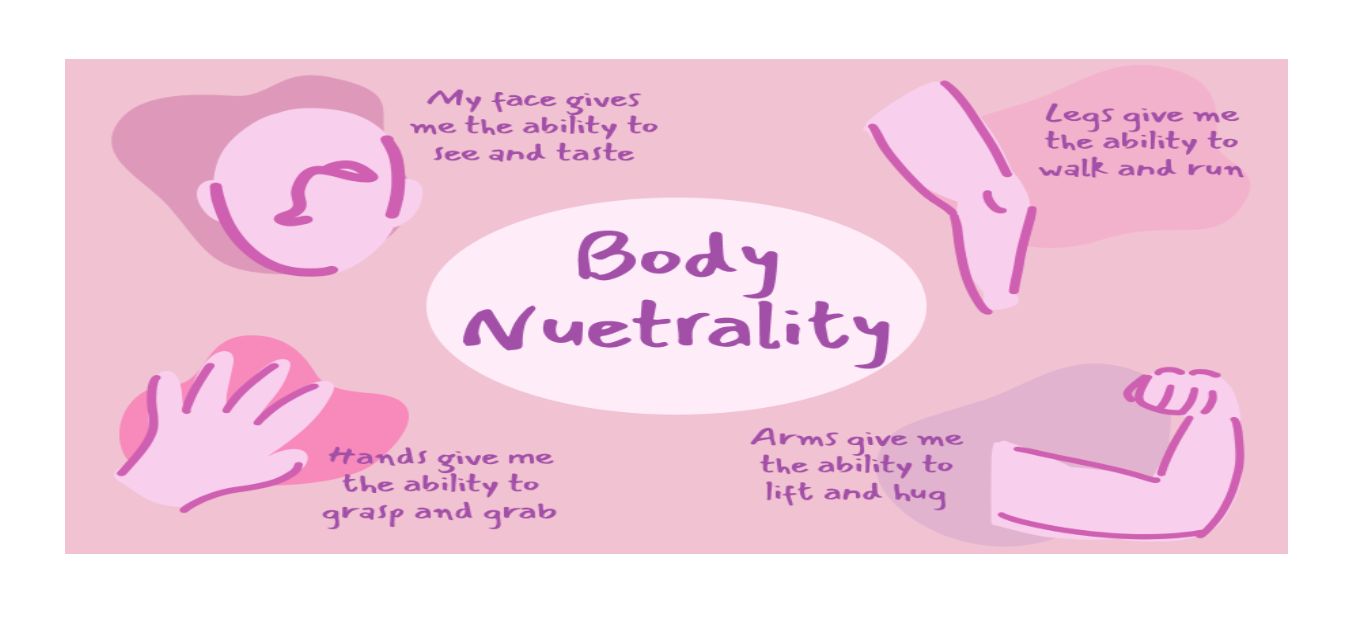 My face gives
me the ability to
see and taste
Legs give me
the ability to
walk and run
Body
Nuetrality
Hands give me
the ability to
grasp and grab
Arms give me
the ability to
lift and hug